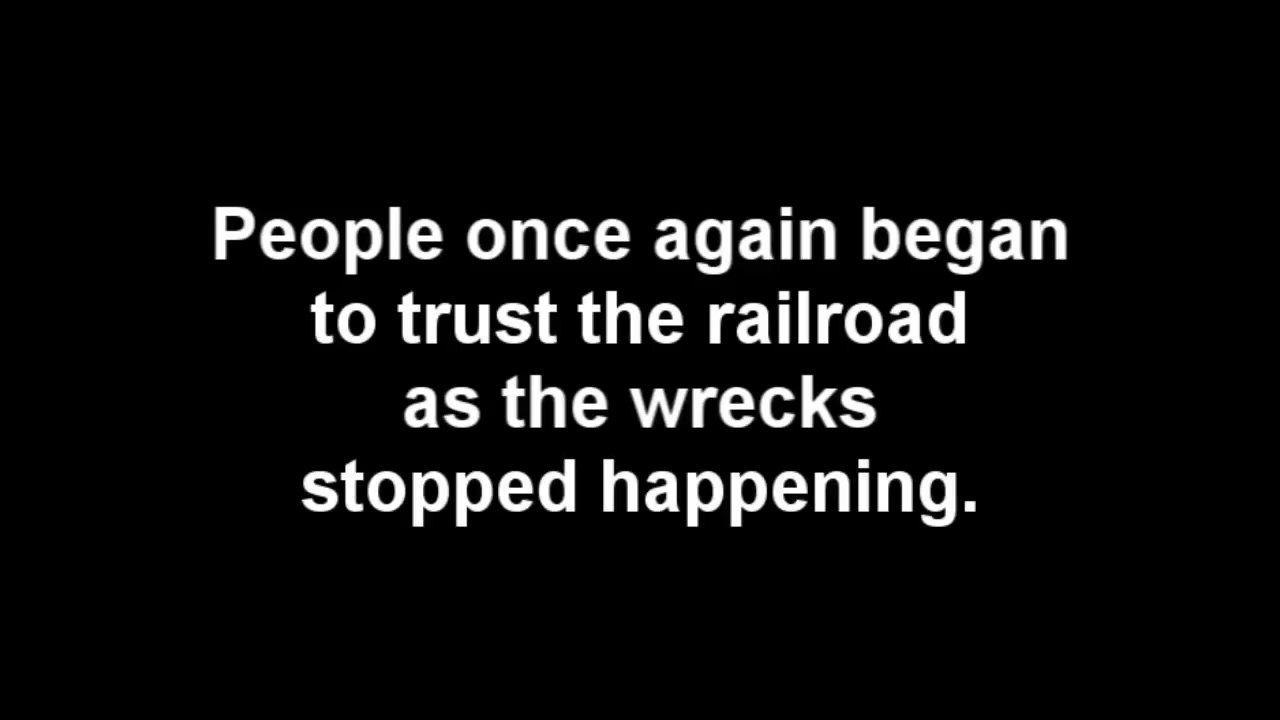 People once again began
to trust the railroad
as the wrecks
stopped happening.